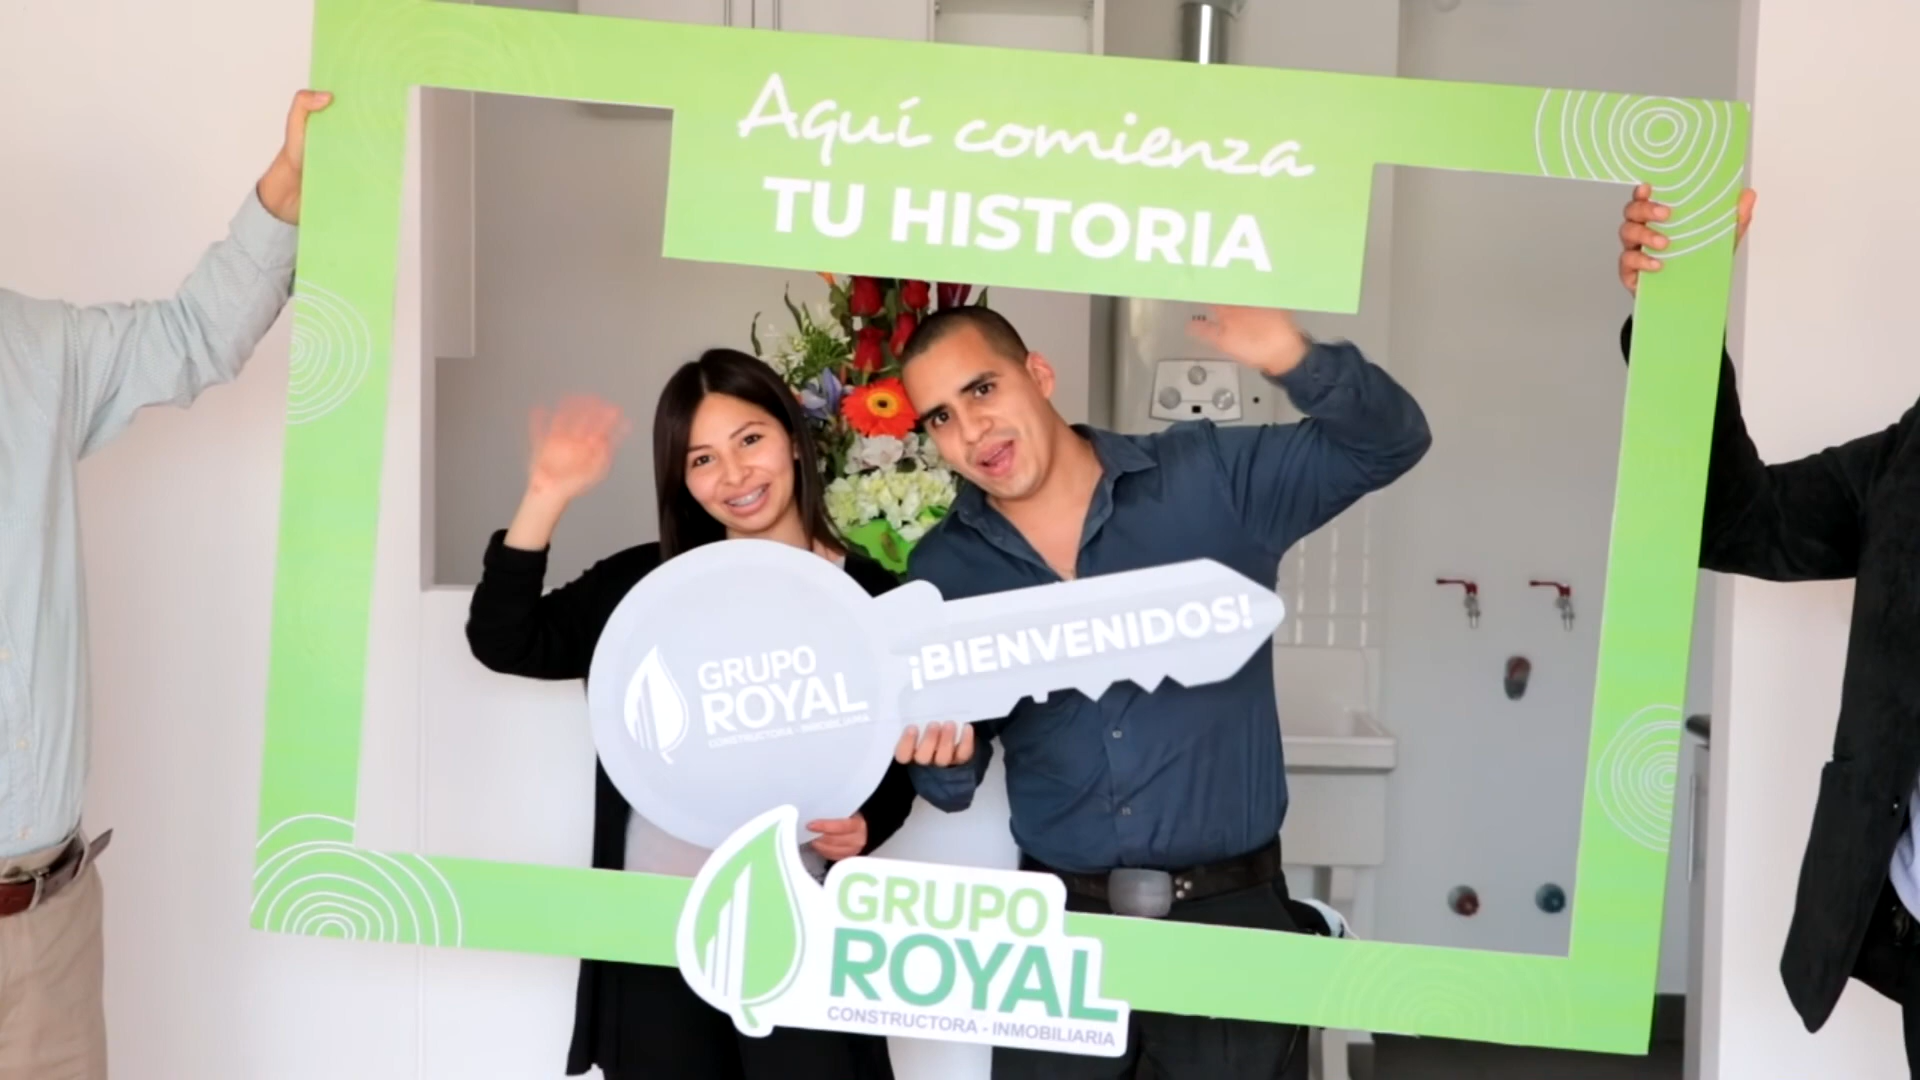 Aquí comienza
TU HISTORIA
¡BIENVENIDOS!
GRUPO
ROYAL
CONSTRUCTORA - INMOBILIARIA
GRUPO
ROYAL
CONSTRUCTORA - INMOBILIARIA